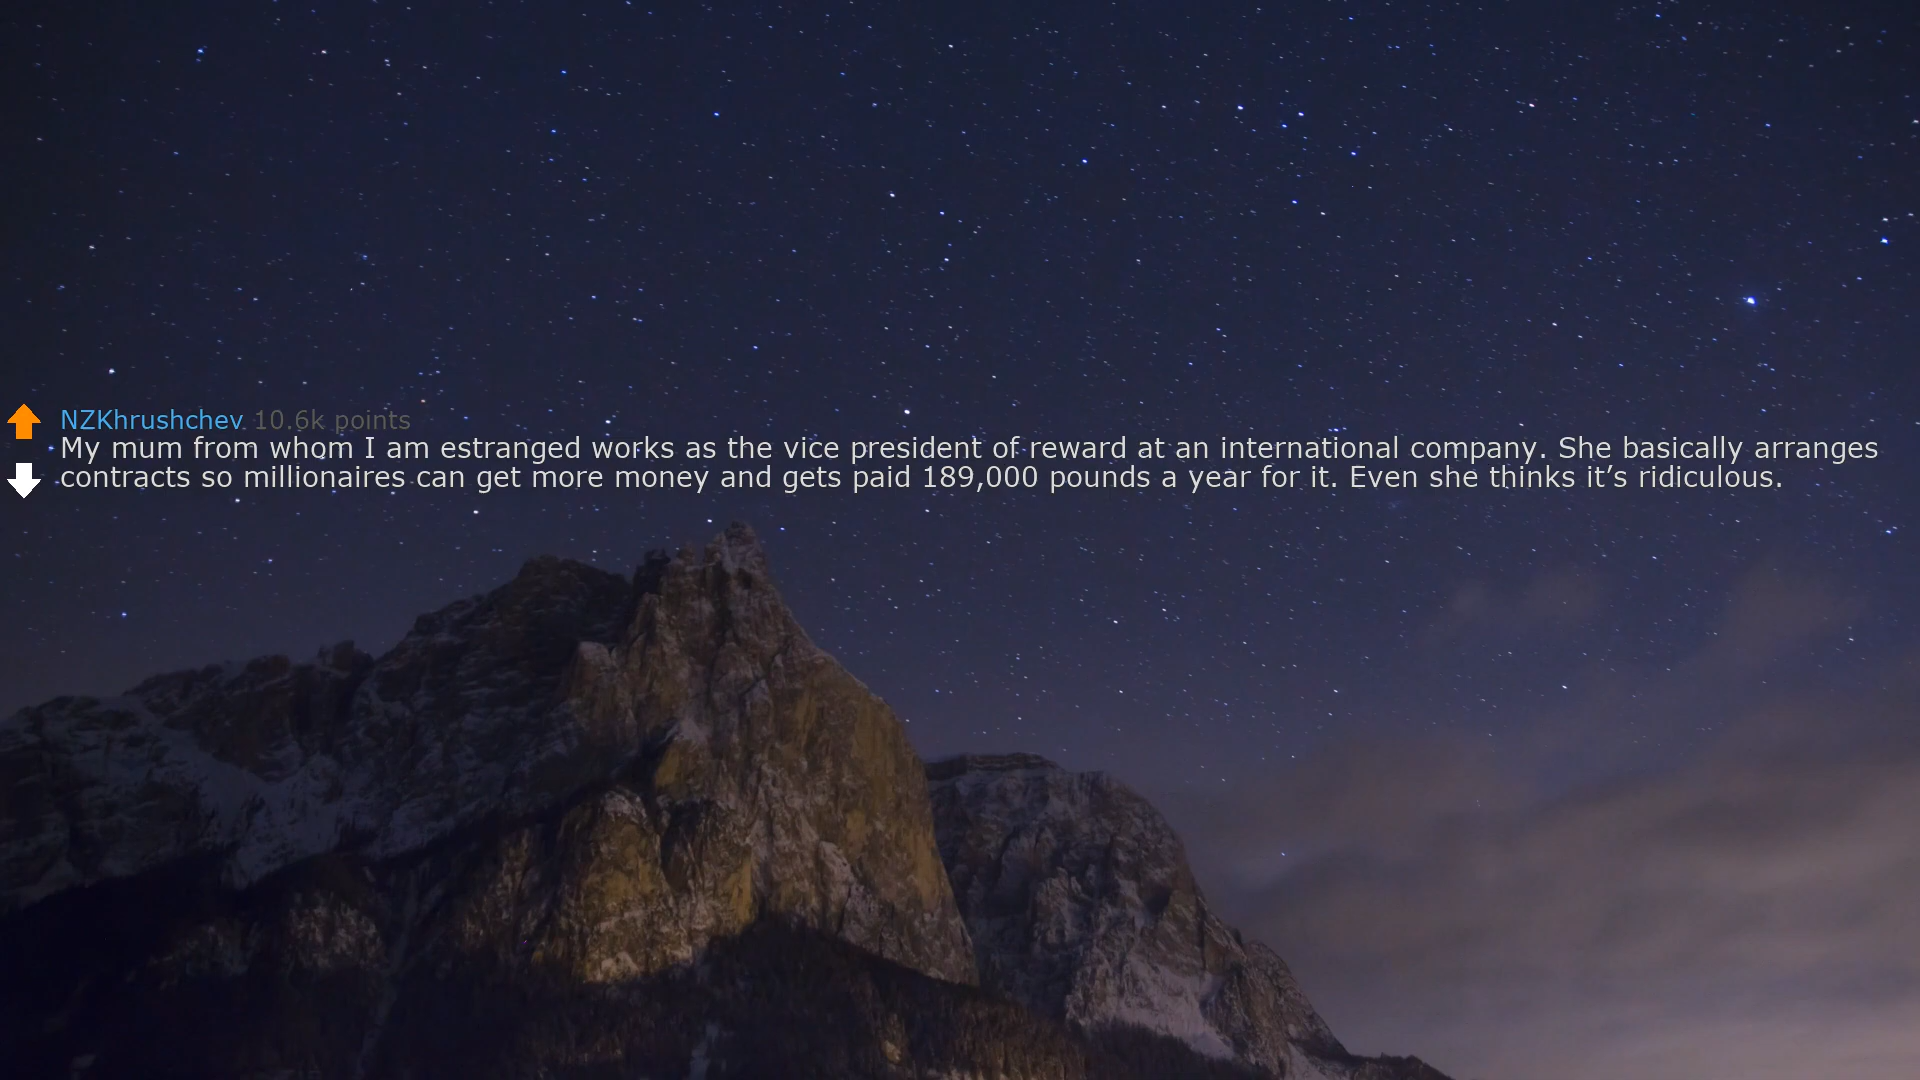 NZKhrushchev 10.6k points
My mum from whom I am estranged works as the vice president of reward at an international company. She basically arranges
contracts so millionaires can get more money and gets paid 189,000 pounds a year for it. Even she thinks it’s ridiculous.